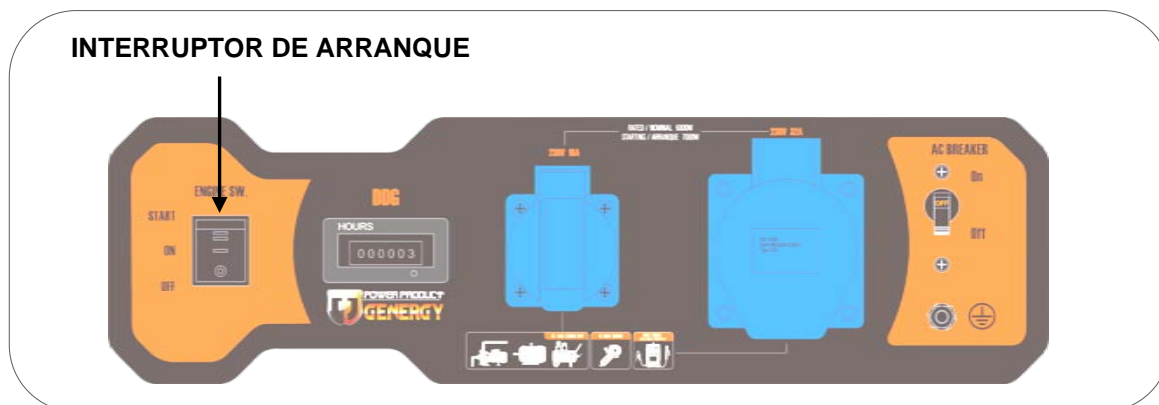 INTERRUPTOR DE ARRANQUE
RATED / NOMINAL 6000W
STARTING / ARRANQUE 7000W
230V 16A
230V 32A
AC BREAKER
On
OFF
Off
ENGINE SW.
START
ON
OFF
DDG
HOURS
000003
POWER PRODUCT
GENERGY